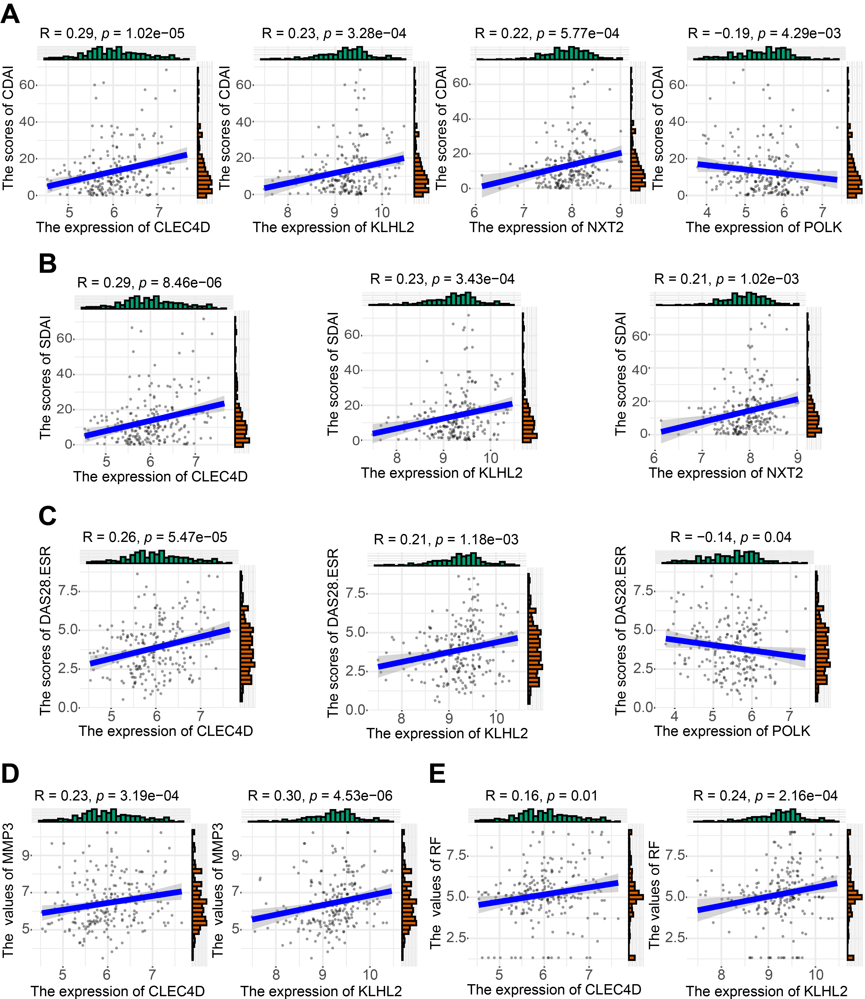 A
R = 0.29, p = 1.02e−05
R = 0.23, p = 3.28e−04
R = 0.22, p = 5.77e−04
R = −0.19, p = 4.29e−03
The scores of CDAI
60
40
20
0
5 6 7
The expression of CLEC4D
The scores of CDAI
60
40
20
0
8 9 10
The expression of KLHL2
The scores of CDAI
60
40
20
0
6 7 8 9
The expression of NXT2
The scores of CDAI
60
40
20
0
4 5 6 7
The expression of POLK
B
R = 0.29, p = 8.46e−06
R = 0.23, p = 3.43e−04
R = 0.21, p = 1.02e−03
The scores of SDAI
60
40
20
0
5 6 7
The expression of CLEC4D
The scores of SDAI
60
40
20
0
8 9 10
The expression of KLHL2
The scores of SDAI
60
40
20
0
6 7 8 9
The expression of NXT2
C
R = 0.26, p = 5.47e−05
R = 0.21, p = 1.18e−03
R = −0.14, p = 0.04
The scores of DAS28.ESR
7.5
5.0
2.5
0.0
5 6 7
The expression of CLEC4D
The scores of DAS28.ESR
7.5
5.0
2.5
0.0
8 9 10
The expression of KLHL2
The scores of DAS28.ESR
7.5
5.0
2.5
0.0
4 5 6 7
The expression of POLK
D
R = 0.23, p = 3.19e−04
R = 0.30, p = 4.53e−06
The values of MMP3
9
7
5
5 6 7
The expression of CLEC4D
The values of MMP3
9
7
5
8 9 10
The expression of KLHL2
E
R = 0.16, p = 0.01
R = 0.24, p = 2.16e−04
The values of RF
7.5
5.0
2.5
5 6 7
The expression of CLEC4D
The values of RF
7.5
5.0
2.5
8 9 10
The expression of KLHL2